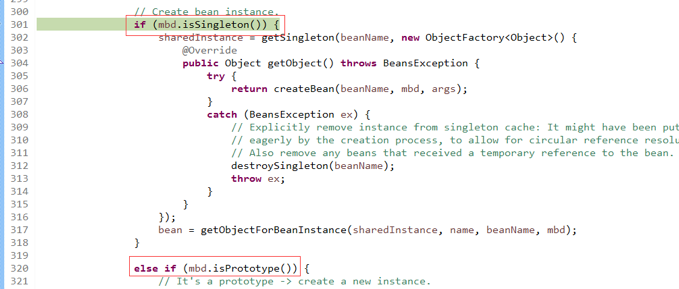 300 // Create bean instance.
301 if (mbd.isSingleton()) {
302 sharedInstance = getSingleton(beanName, new ObjectFactory<Object>() {
303 @Override
304 public Object getObject() throws BeansException {
305 try {
306 return createBean(beanName, mbd, args);
307 }
308 catch (BeansException ex) {
309 // Explicitly remove instance from singleton cache: It might have been put
310 // eagerly by the creation process, to allow for circular reference resolu
311 // Also remove any beans that received a temporary reference to the bean.
312 destroySingleton(beanName);
313 throw ex;
314 }
315 }
316 });
317 bean = getObjectForBeanInstance(sharedInstance, name, beanName, mbd);
318 }
319
320 else if (mbd.isPrototype()) {
321 // It's a prototype -> create a new instance.